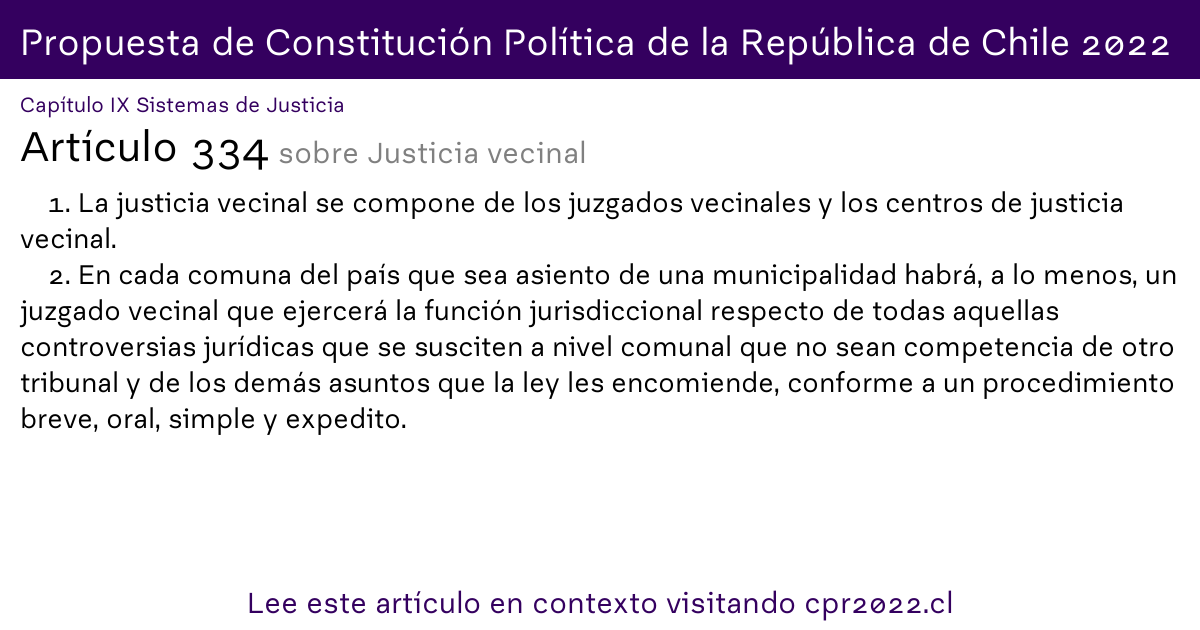 Propuesta de Constitución Política de la República de Chile 2022
Capítulo IX Sistemas de Justicia
Artículo 334 sobre Justicia vecinal
1. La justicia vecinal se compone de los juzgados vecinales y los centros de justicia
vecinal.
2. En cada comuna del país que sea asiento de una municipalidad habrá, a lo menos, un
juzgado vecinal que ejercerá la función jurisdiccional respecto de todas aquellas
controversias jurídicas que se susciten a nivel comunal que no sean competencia de otro
tribunal y de los demás asuntos que la ley les encomiende, conforme a un procedimiento
breve, oral, simple y expedito.
Lee este artículo en contexto visitando cpr2022.cl